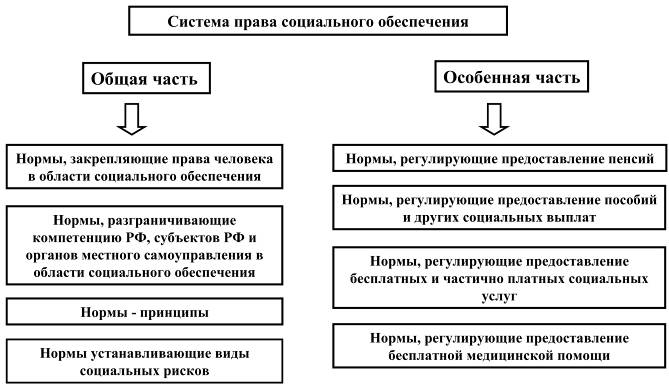 Система права социального обеспечения
Общая часть
Нормы, закрепляющие права человека
в области социального обеспечения
Нормы, разграничивающие
компетенцию РФ, субъектов РФ и
органов местного самоуправления в
области социального обеспечения
Нормы - принципы
Нормы устанавливающие виды
социальных рисков
Особенная часть
Нормы, регулирующие предоставление пенсий
Нормы, регулирующие предоставление пособий
и других социальных выплат
Нормы, регулирующие предоставление
бесплатных и частично платных социальных
услуг
Нормы, регулирующие предоставление
бесплатной медицинской помощи